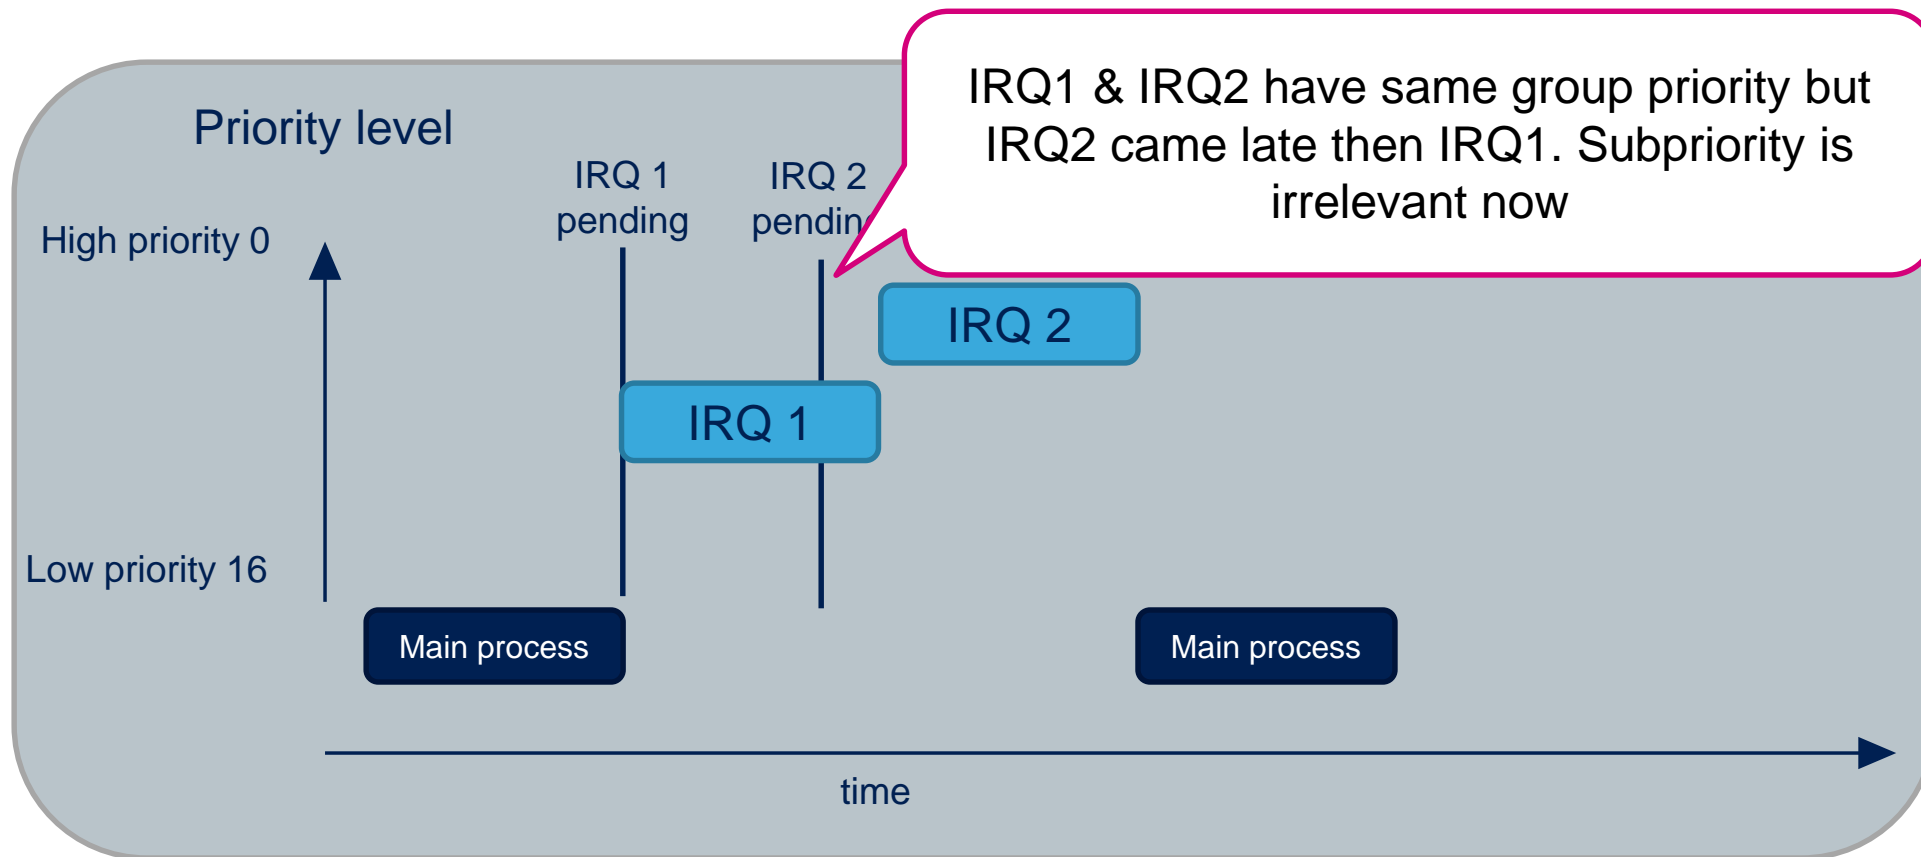 IRQ1 & IRQ2 have same group priority but
IRQ2 came late then IRQ1. Subpriority is
irrelevant now
Priority level
IRQ 1
pending
IRQ 2
pending
High priority 0
IRQ 2
IRQ 1
Low priority 16
Main process
Main process
time